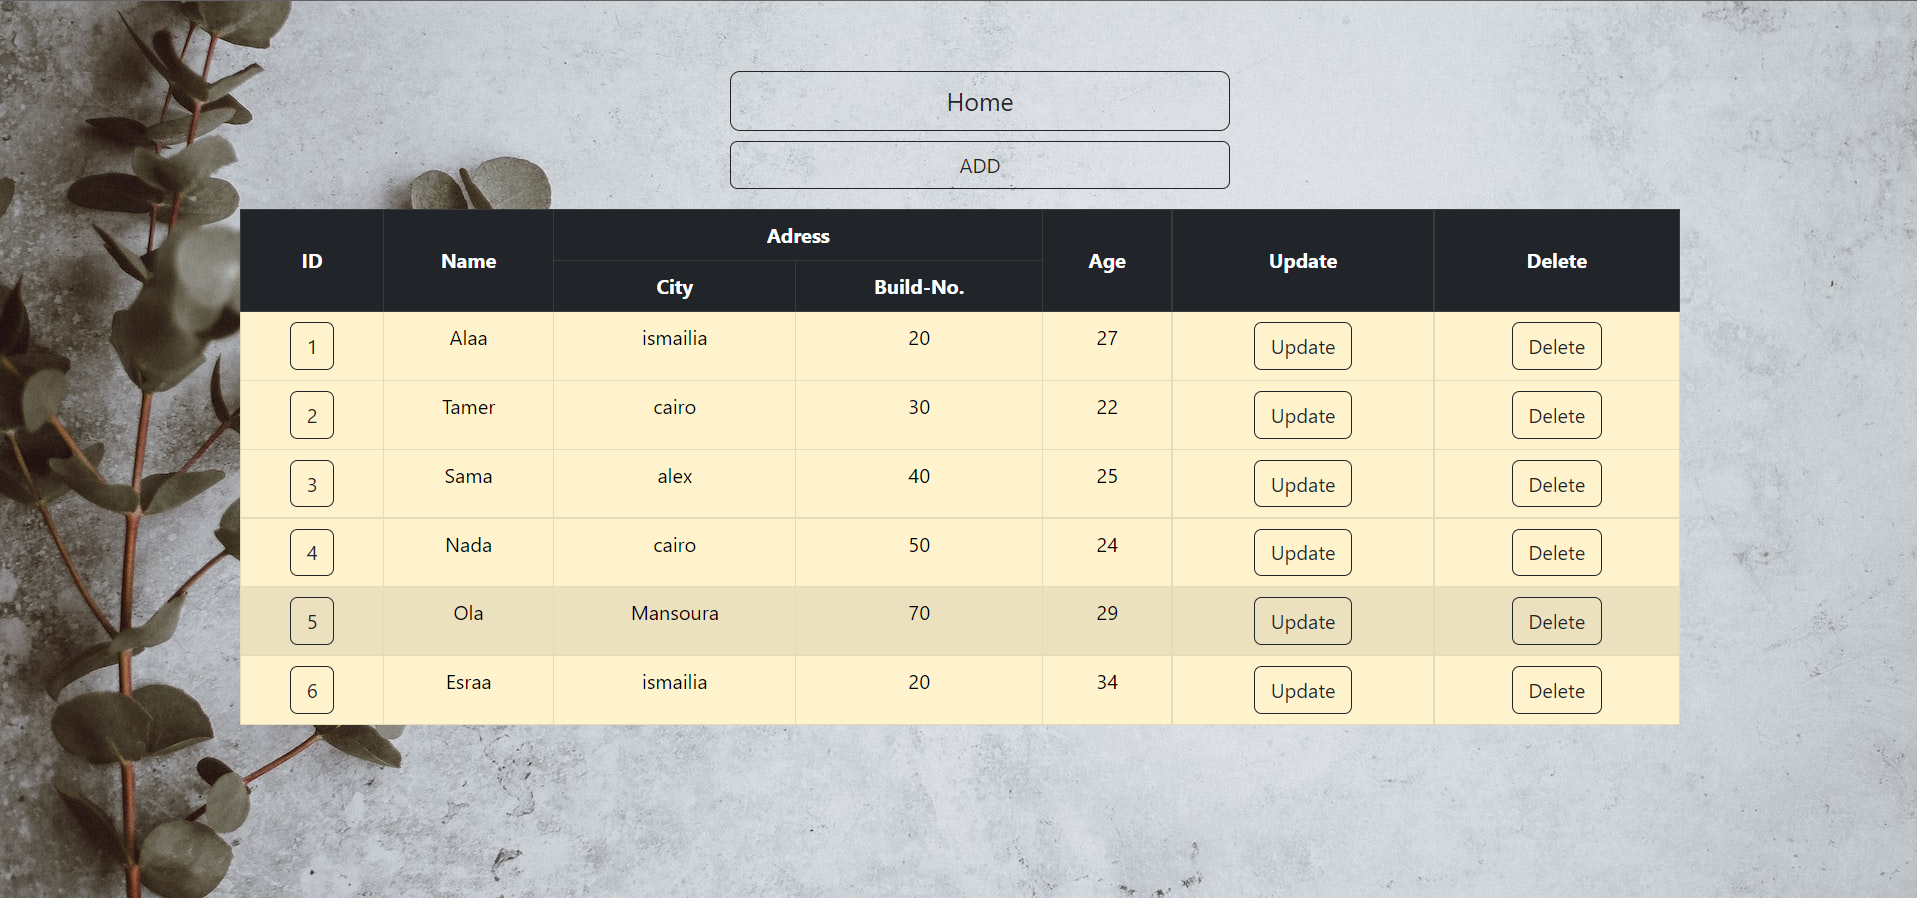 Home
ADD
ID Name Adress Age Update Delete
City Build-No.
1 Alaa ismailia 20 27 Update Delete
2 Tamer cairo 30 22 Update Delete
3 Sama alex 40 25 Update Delete
4 Nada cairo 50 24 Update Delete
5 Ola Mansoura 70 29 Update Delete
6 Esraa ismailia 20 34 Update Delete